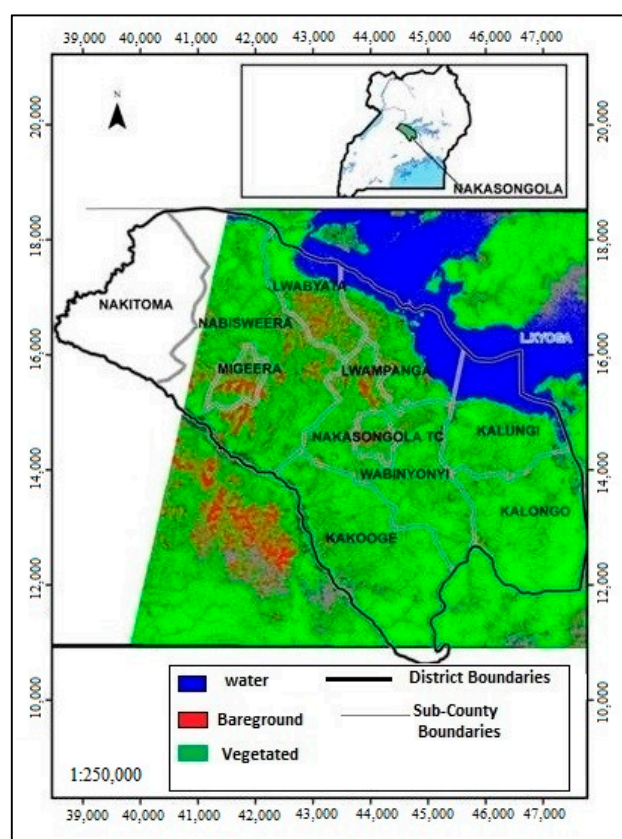 39,000 40,000 41,000 42,000 43,000 44,000 45,000 46,000 47,000
N
NAKASONGOLA
20,000
20,000
18,000
18,000
16,000
16,000
14,000
14,000
12,000
12,000
10,000
10,000
LWABYATA
NAKITOMA
NABISWEERA
L.KYOGA
MIGEERA
LWAMPANGA
NAKASONGOLA TC
KALUNGI
WABINYONYI
KALONGO
KAKOOGE
water
District Boundaries
Bareground
Sub-County
Boundaries
Vegetated
1:250,000
39,000 40,000 41,000 42,000 43,000 44,000 45,000 46,000 47,000